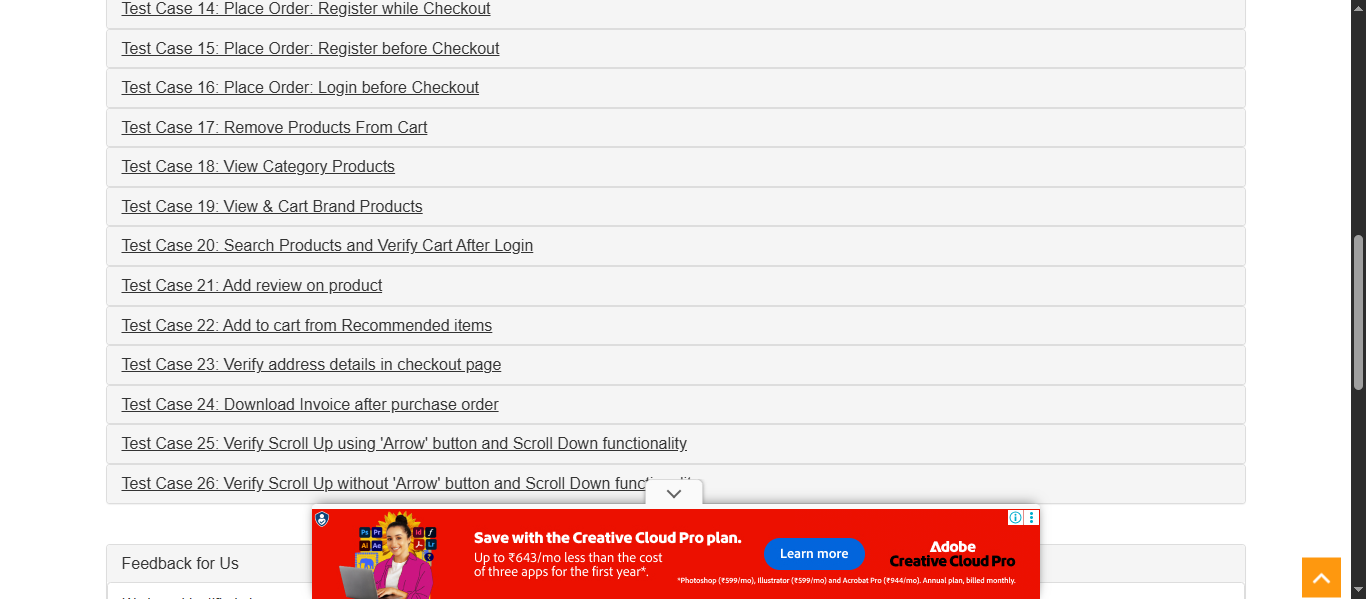 Test Case 14: Place Order: Register while Checkout
Test Case 15: Place Order: Register before Checkout
Test Case 16: Place Order: Login before Checkout
Test Case 17: Remove Products From Cart
Test Case 18: View Category Products
Test Case 19: View & Cart Brand Products
Test Case 20: Search Products and Verify Cart After Login
Test Case 21: Add review on product
Test Case 22: Add to cart from Recommended items
Test Case 23: Verify address details in checkout page
Test Case 24: Download Invoice after purchase order
Test Case 25: Verify Scroll Up using 'Arrow' button and Scroll Down functionality
Test Case 26: Verify Scroll Up without 'Arrow' button and Scroll Down
Feedback for Us
Ps Pr Id f
Ai Ae Lr
Save with the Creative Cloud Pro plan.
Up to ₹643/mo less than the cost
of three apps for the first year*.
Learn more
Adobe
Creative Cloud Pro
*Photoshop (₹599/mo), Illustrator (₹599/mo) and Acrobat Pro (₹944/mo). Annual plan, billed monthly.